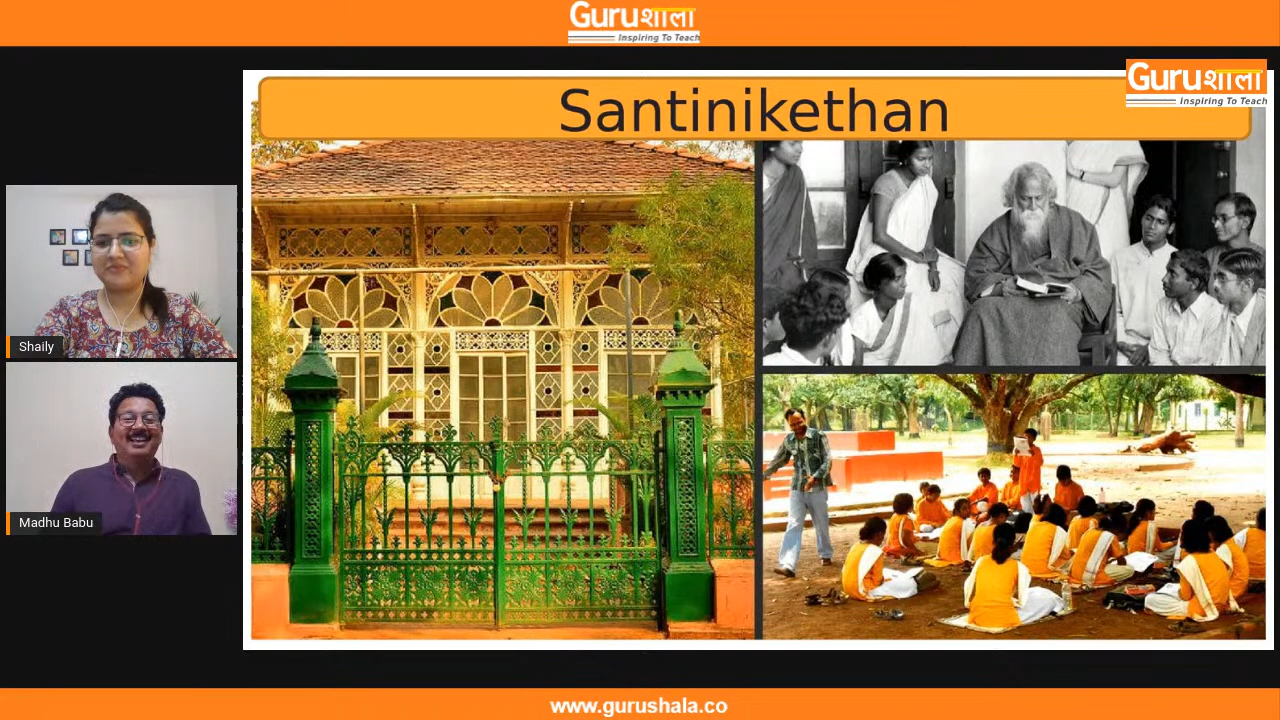 Guruशाला
Inspiring To Teach
Guruशाला
Inspiring To Teach
Santinikethan
Shaily
Madhu Babu
www.gurushala.co